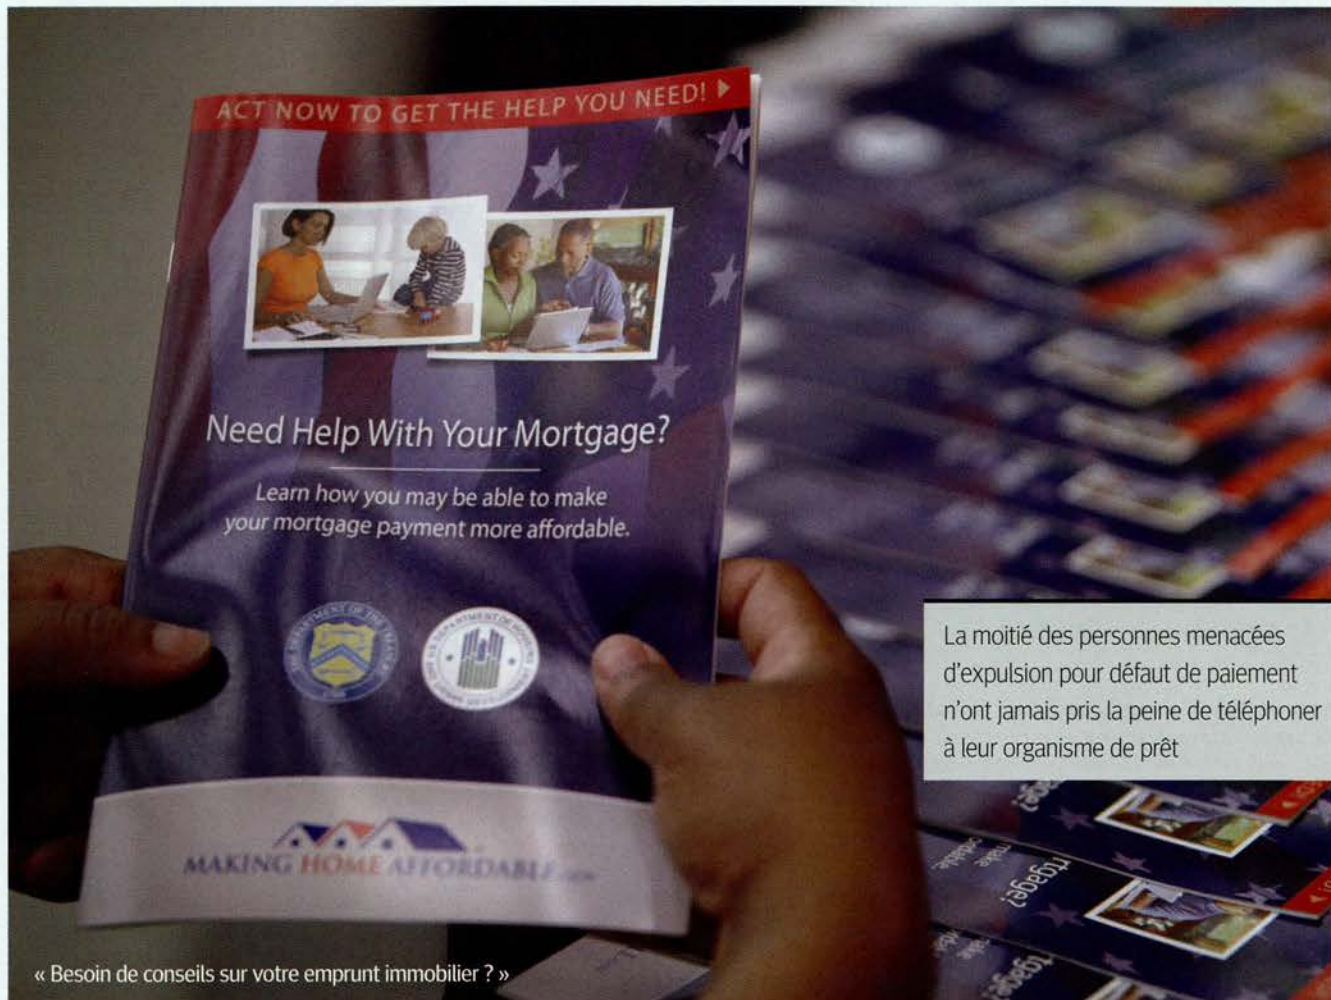 ACT NOW TO GET THE HELP YOU NEED!
Need Help With Your Mortgage?
Learn how you may be able to make
your mortgage payment more affordable.
MAKING HOME AFFORDABLE
La moitié des personnes menacées
d'expulsion pour défaut de paiement
n'ont jamais pris la peine de téléphoner
à leur organisme de prêt
« Besoin de conseils sur votre emprunt immobilier ? »
rtgage?
make
rtgage?